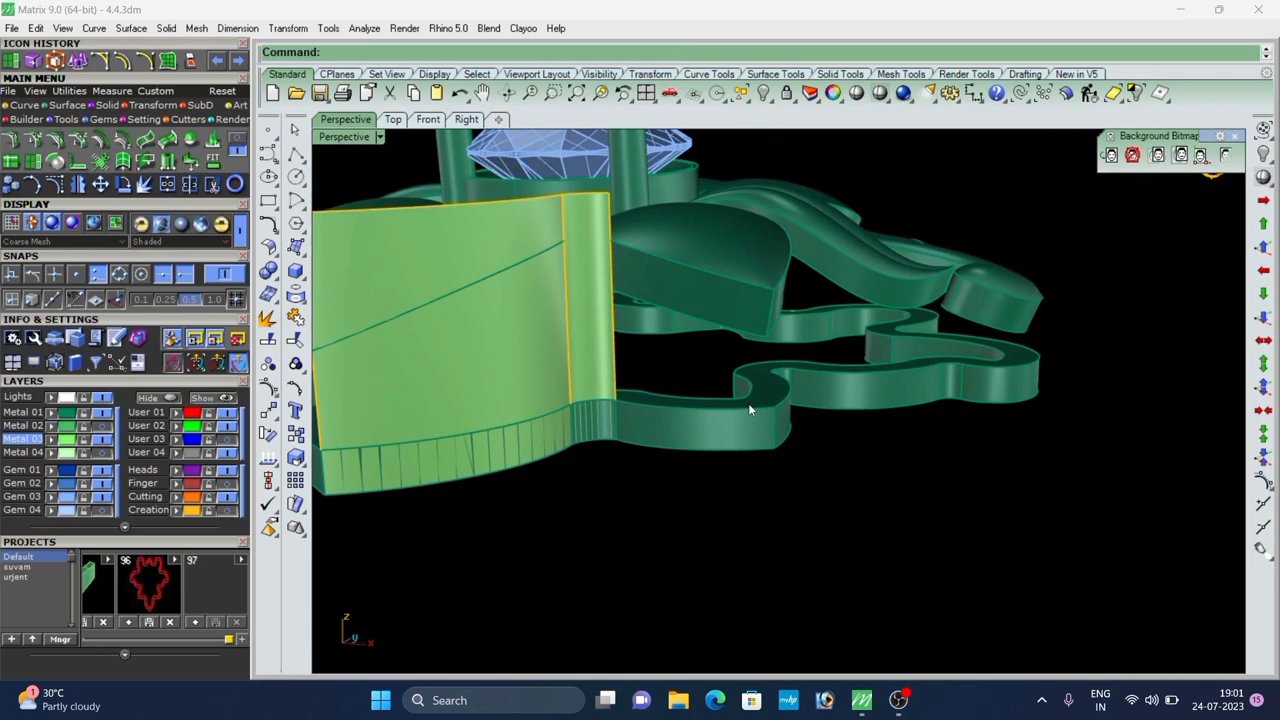 Matrix 9.0 (64-bit) - 4.4.3dm
File Edit View Curve Surface Solid Mesh Dimension Transform Tools Analyze Render Rhino 5.0 Blend Clayoo Help
ICON HISTORY
Command:
MAIN MENU
Standard CPlanes Set View Display Select Viewport Layout Visibility Transform Curve Tools Surface Tools Solid Tools Mesh Tools Render Tools Drafting New in V5
File View Utilities Measure Custom Reset
Curve Surface Solid Transform SubD Art
Builder Tools Gems Setting Cutters Render
Perspective Top Front Right
Perspective
Background Bitmap
FIT
DISPLAY
Coarse Mesh Shaded
SNAPS
0.1 0.25 0.5 1.0
INFO & SETTINGS
LAYERS
Lights Hide Show
Metal 01 User 01
Metal 02 User 02
Metal 03 User 03
Metal 04 User 04
Gem 01 Heads
Gem 02 Finger
Gem 03 Cutting
Gem 04 Creation
PROJECTS
Default
suvam
urjent
96 97
Mngr
z
y
x
1
30°C
Partly cloudy
Search
ENG
IN
19:01
24-07-2023
15